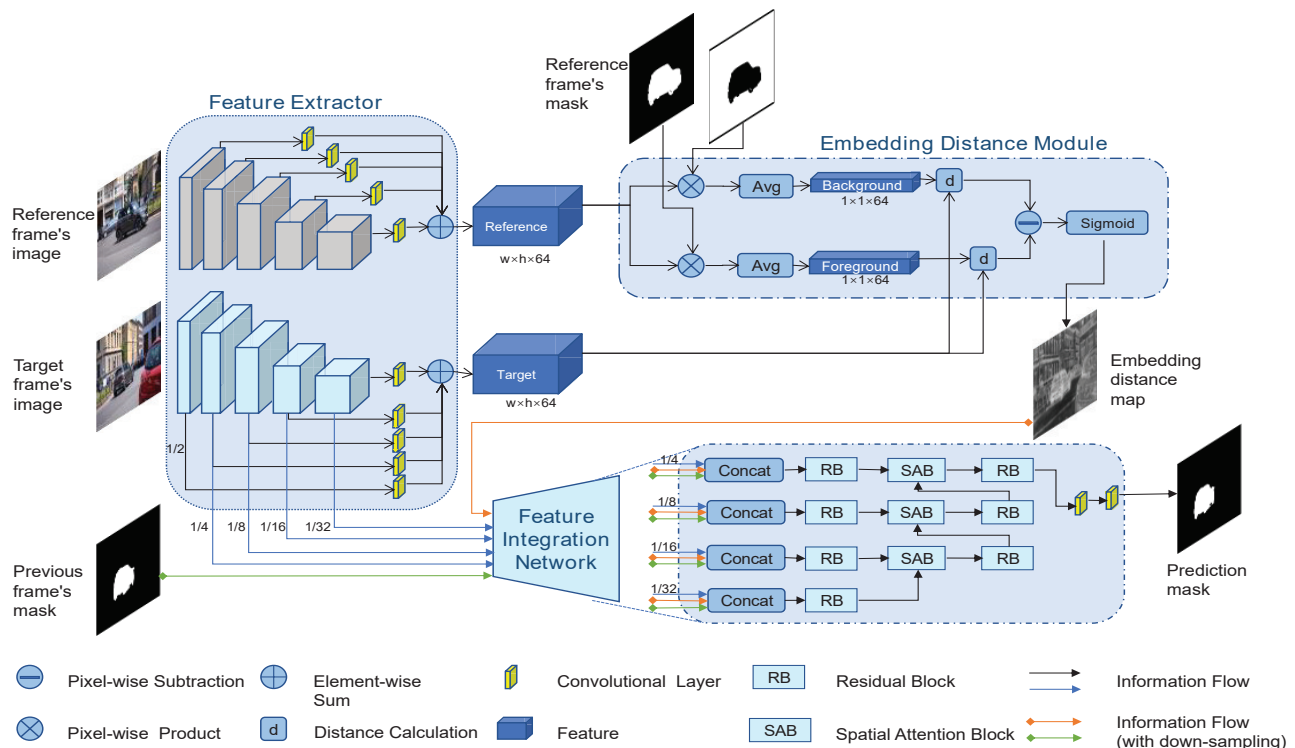 Feature Extractor
Reference
frame's
image
Target
frame's
image
Previous
frame's
mask
1/2
1/4
1/8
1/16
1/32
Reference
w×h×64
Target
w×h×64
Reference
frame's
mask
Embedding Distance Module
Avg
Background
1×1×64
d
Avg
Foreground
1×1×64
d
Sigmoid
Embedding
distance
map
Feature
Integration
Network
1/4
Concat
RB
SAB
RB
1/8
Concat
RB
SAB
RB
1/16
Concat
RB
SAB
RB
1/32
Concat
RB
Prediction
mask
Pixel-wise Subtraction
Element-wise
Sum
Convolutional Layer
RB
Residual Block
Information Flow
Pixel-wise Product
d
Distance Calculation
Feature
SAB
Spatial Attention Block
Information Flow
(with down-sampling)